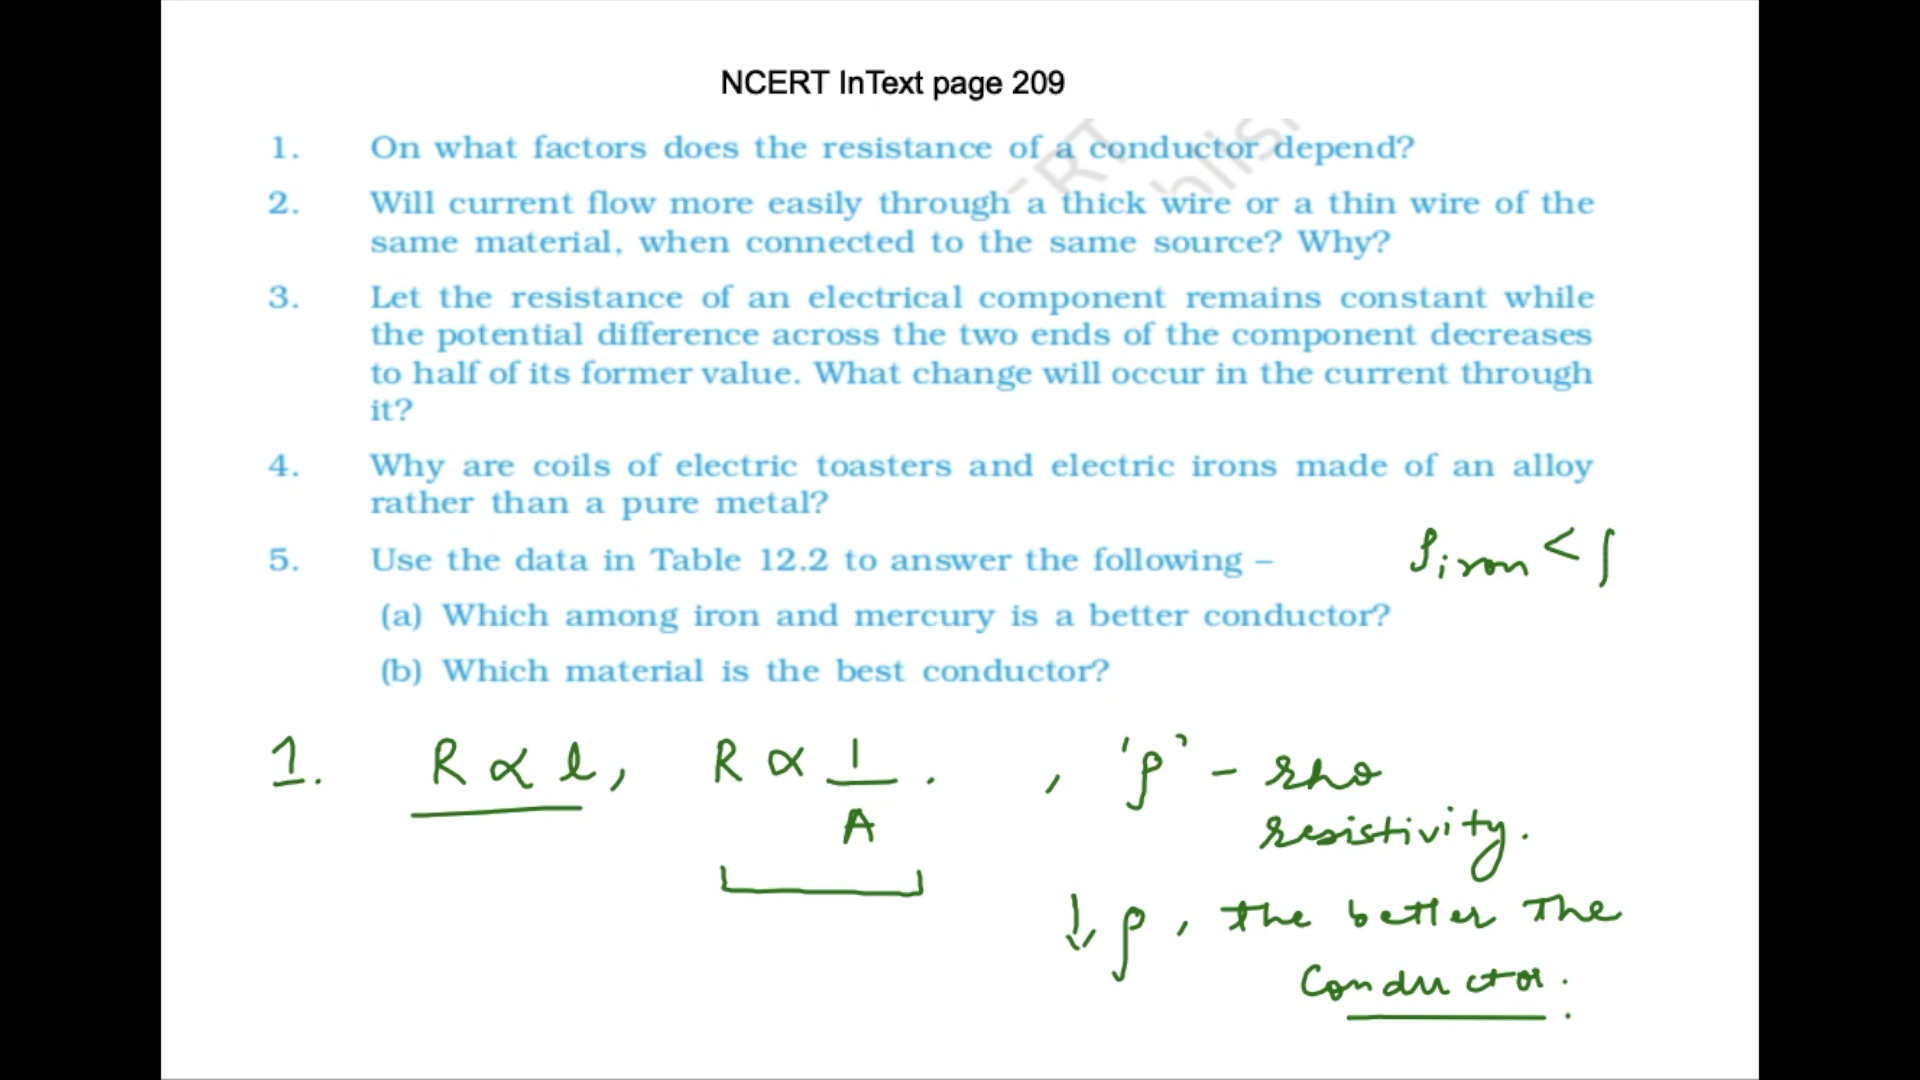 NCERT InText page 209
1. On what factors does the resistance of a conductor depend?
2. Will current flow more easily through a thick wire or a thin wire of the
same material, when connected to the same source? Why?
3. Let the resistance of an electrical component remains constant while
the potential difference across the two ends of the component decreases
to half of its former value. What change will occur in the current through
it?
4. Why are coils of electric toasters and electric irons made of an alloy
rather than a pure metal?
ρiron < ρ
5. Use the data in Table 12.2 to answer the following –
(a) Which among iron and mercury is a better conductor?
(b) Which material is the best conductor?
1. R ∝ l, R ∝ 1/A . , 'ρ' - rho
resistivity.
↓ ρ, the better the
conductor.